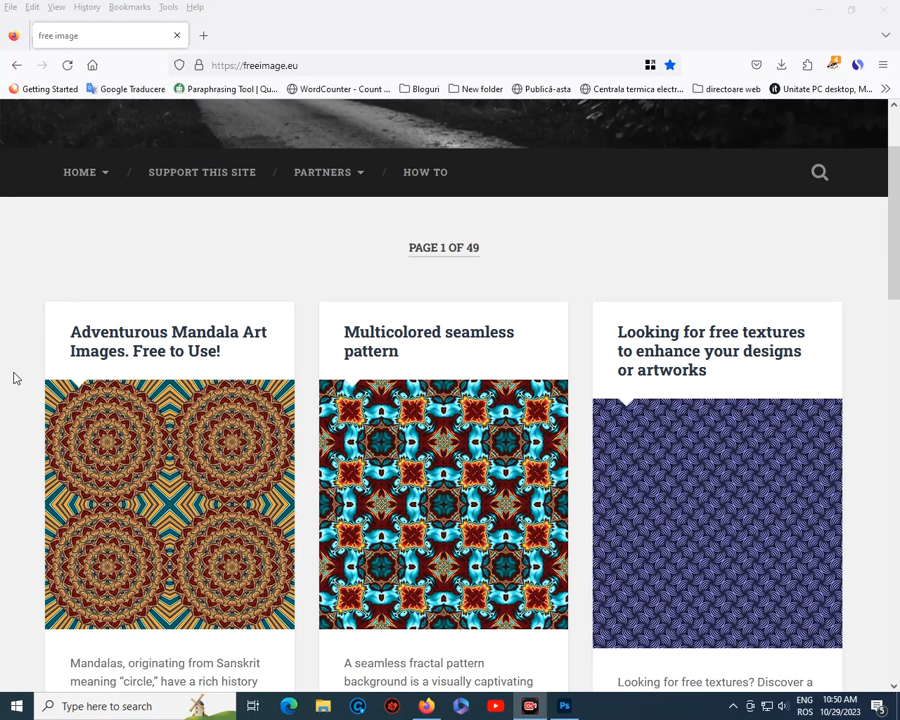 File Edit View History Bookmarks Tools Help
free image
https://freeimage.eu
4
Getting Started Google Traducere Paraphrasing Tool | Qu... WordCounter - Count ... Bloguri New folder Publică-asta Centrala termica electr... directoare web Unitate PC desktop, M...
HOME / SUPPORT THIS SITE / PARTNERS / HOW TO
PAGE 1 OF 49
Adventurous Mandala Art
Images. Free to Use!
Multicolored seamless
pattern
Looking for free textures
to enhance your designs
or artworks
Mandalas, originating from Sanskrit
meaning “circle,” have a rich history
A seamless fractal pattern
background is a visually captivating
Looking for free textures? Discover a
Type here to search
Ps
ENG
ROS
10:50 AM
10/29/2023
5